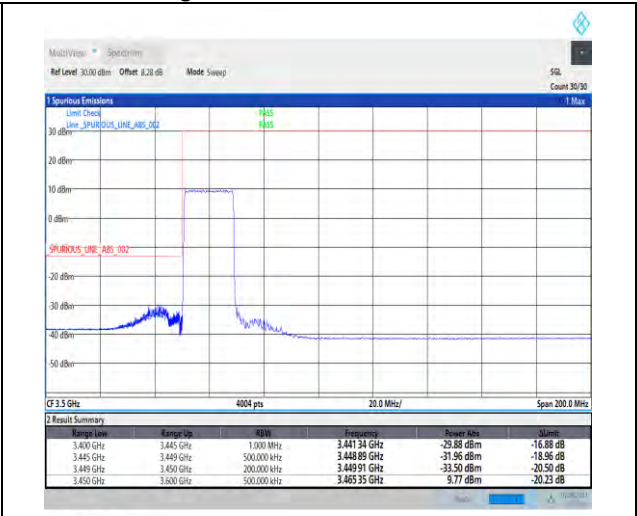 MultiView Spectrum
Ref Level 30.00 dBm Offset 8.28 dB Mode Sweep SGL
Count 30/30
1 Spurious Emissions 1 Max
Limit Check PASS
Line _SPURIOUS_LINE_ABS_002 PASS
30 dBm
20 dBm
10 dBm
0 dBm
SPURIOUS_LINE_ABS_002
-20 dBm
-30 dBm
-40 dBm
-50 dBm
CF 3.5 GHz 4004 pts 20.0 MHz/ Span 200.0 MHz
2 Result Summary
Range Low Range Up RBW Frequency Power Abs ΔLimit
3.400 GHz 3.445 GHz 1.000 MHz 3.441 34 GHz -29.88 dBm -16.88 dB
3.445 GHz 3.449 GHz 500.000 kHz 3.448 89 GHz -31.96 dBm -18.96 dB
3.449 GHz 3.450 GHz 200.000 kHz 3.449 91 GHz -33.50 dBm -20.50 dB
3.450 GHz 3.600 GHz 500.000 kHz 3.465 35 GHz 9.77 dBm -20.23 dB
Ready